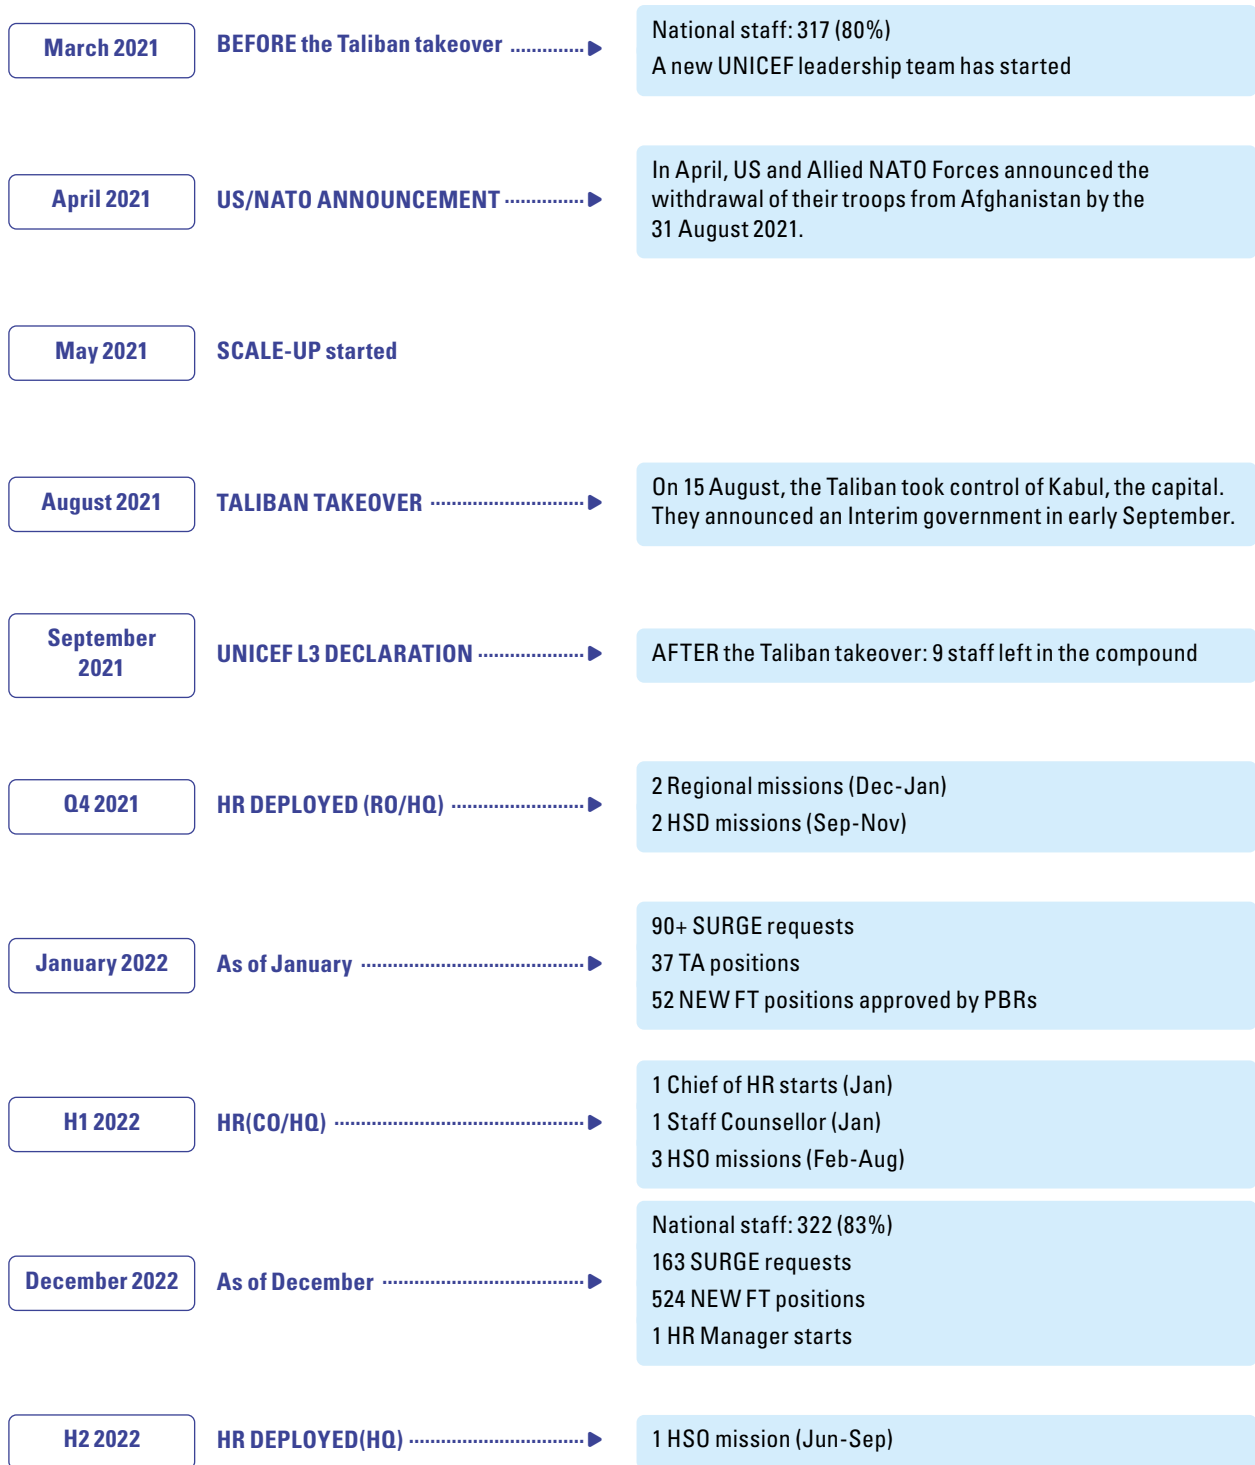 March 2021
BEFORE the Taliban takeover
National staff: 317 (80%)
A new UNICEF leadership team has started
April 2021
US/NATO ANNOUNCEMENT
In April, US and Allied NATO Forces announced the
withdrawal of their troops from Afghanistan by the
31 August 2021.
May 2021
SCALE-UP started
August 2021
TALIBAN TAKEOVER
On 15 August, the Taliban took control of Kabul, the capital.
They announced an Interim government in early September.
September
2021
UNICEF L3 DECLARATION
AFTER the Taliban takeover: 9 staff left in the compound
Q4 2021
HR DEPLOYED (RO/HQ)
2 Regional missions (Dec-Jan)
2 HSD missions (Sep-Nov)
January 2022
As of January
90+ SURGE requests
37 TA positions
52 NEW FT positions approved by PBRs
H1 2022
HR(CO/HQ)
1 Chief of HR starts (Jan)
1 Staff Counsellor (Jan)
3 HSO missions (Feb-Aug)
December 2022
As of December
National staff: 322 (83%)
163 SURGE requests
524 NEW FT positions
1 HR Manager starts
H2 2022
HR DEPLOYED(HQ)
1 HSO mission (Jun-Sep)